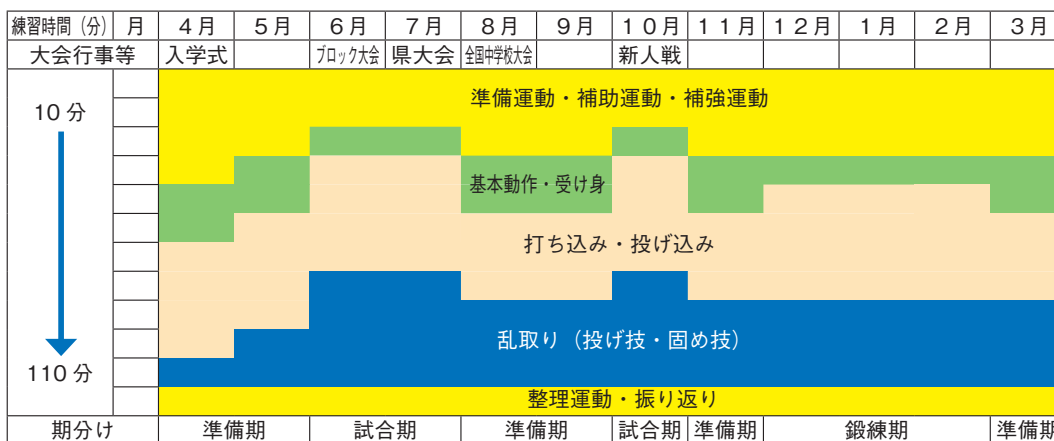 練習時間（分） 月 ４月 ５月 ６月 ７月 ８月 ９月 １０月 １１月 １２月 １月 ２月 ３月
大会行事等 入学式 ブロック大会 県大会 全国中学校大会 新人戦
準備運動・補助運動・補強運動
10 分
基本動作・受け身
打ち込み・投げ込み
乱取り（投げ技・固め技）
110 分
整理運動・振り返り
期分け 準備期 試合期 準備期 試合期 準備期 鍛練期 準備期